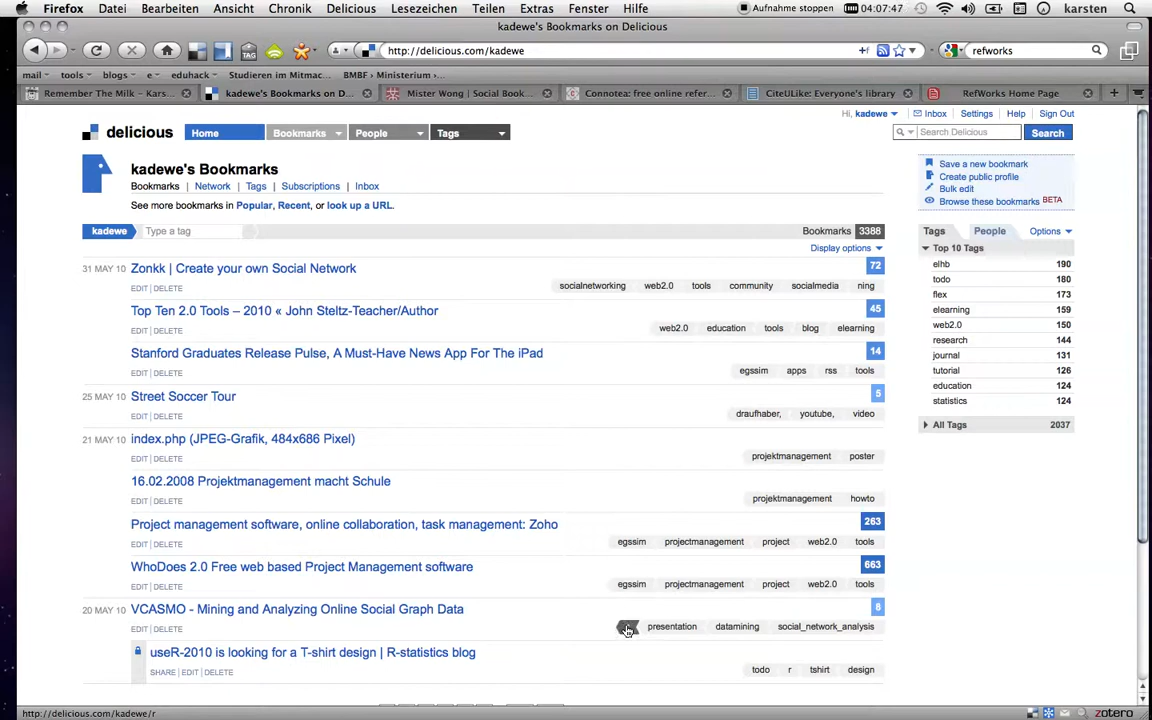 Firefox Datei Bearbeiten Ansicht Chronik Delicious Lesezeichen Teilen Extras Fenster Hilfe Aufnahme stoppen 04:07:47 karsten
kadewe's Bookmarks on Delicious
http://delicious.com/kadewe refworks
mail tools blogs e eduhack Studieren im Mitmac... BMBF › Ministerium ›...
Remember The Milk - Kars... kadewe's Bookmarks on D... Mister Wong | Social Book... Connotea: free online refer... CiteULike: Everyone's library RefWorks Home Page
Hi, kadewe Inbox Settings Help Sign Out
delicious Home Bookmarks People Tags Search Delicious Search
kadewe's Bookmarks
Bookmarks | Network | Tags | Subscriptions | Inbox
See more bookmarks in Popular, Recent, or look up a URL.
Save a new bookmark
Create public profile
Bulk edit
Browse these bookmarks BETA
kadewe Type a tag Bookmarks 3388
Display options
31 MAY 10 Zonkk | Create your own Social Network 72
EDIT | DELETE socialnetworking web2.0 tools community socialmedia ning
Top Ten 2.0 Tools – 2010 « John Steltz-Teacher/Author 45
EDIT | DELETE web2.0 education tools blog elearning
Stanford Graduates Release Pulse, A Must-Have News App For The iPad 14
EDIT | DELETE egssim apps rss tools
25 MAY 10 Street Soccer Tour 5
EDIT | DELETE draufhaber, youtube, video
21 MAY 10 index.php (JPEG-Grafik, 484x686 Pixel)
EDIT | DELETE projektmanagement poster
16.02.2008 Projektmanagement macht Schule
EDIT | DELETE projektmanagement howto
Project management software, online collaboration, task management: Zoho 263
EDIT | DELETE egssim projectmanagement project web2.0 tools
WhoDoes 2.0 Free web based Project Management software 663
EDIT | DELETE egssim projectmanagement project web2.0 tools
20 MAY 10 VCASMO - Mining and Analyzing Online Social Graph Data 6
EDIT | DELETE presentation datamining social_network_analysis
useR-2010 is looking for a T-shirt design | R-statistics blog
SHARE | EDIT | DELETE todo r tshirt design
Tags People Options
Top 10 Tags
elhb 190
todo 180
flex 173
elearning 159
web2.0 150
research 144
journal 131
tutorial 126
education 124
statistics 124
All Tags 2037
http://delicious.com/kadewe/r zotero